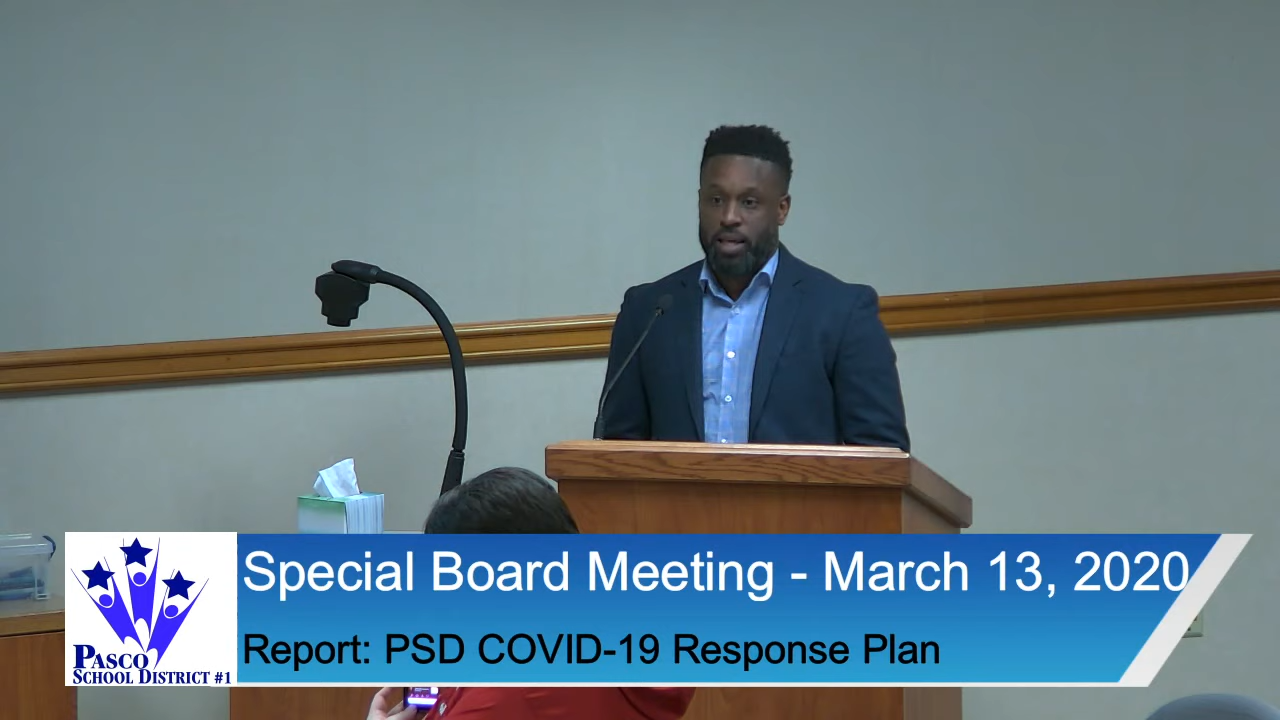 Special Board Meeting - March 13, 2020
Report: PSD COVID-19 Response Plan
PASCO
SCHOOL DISTRICT #1